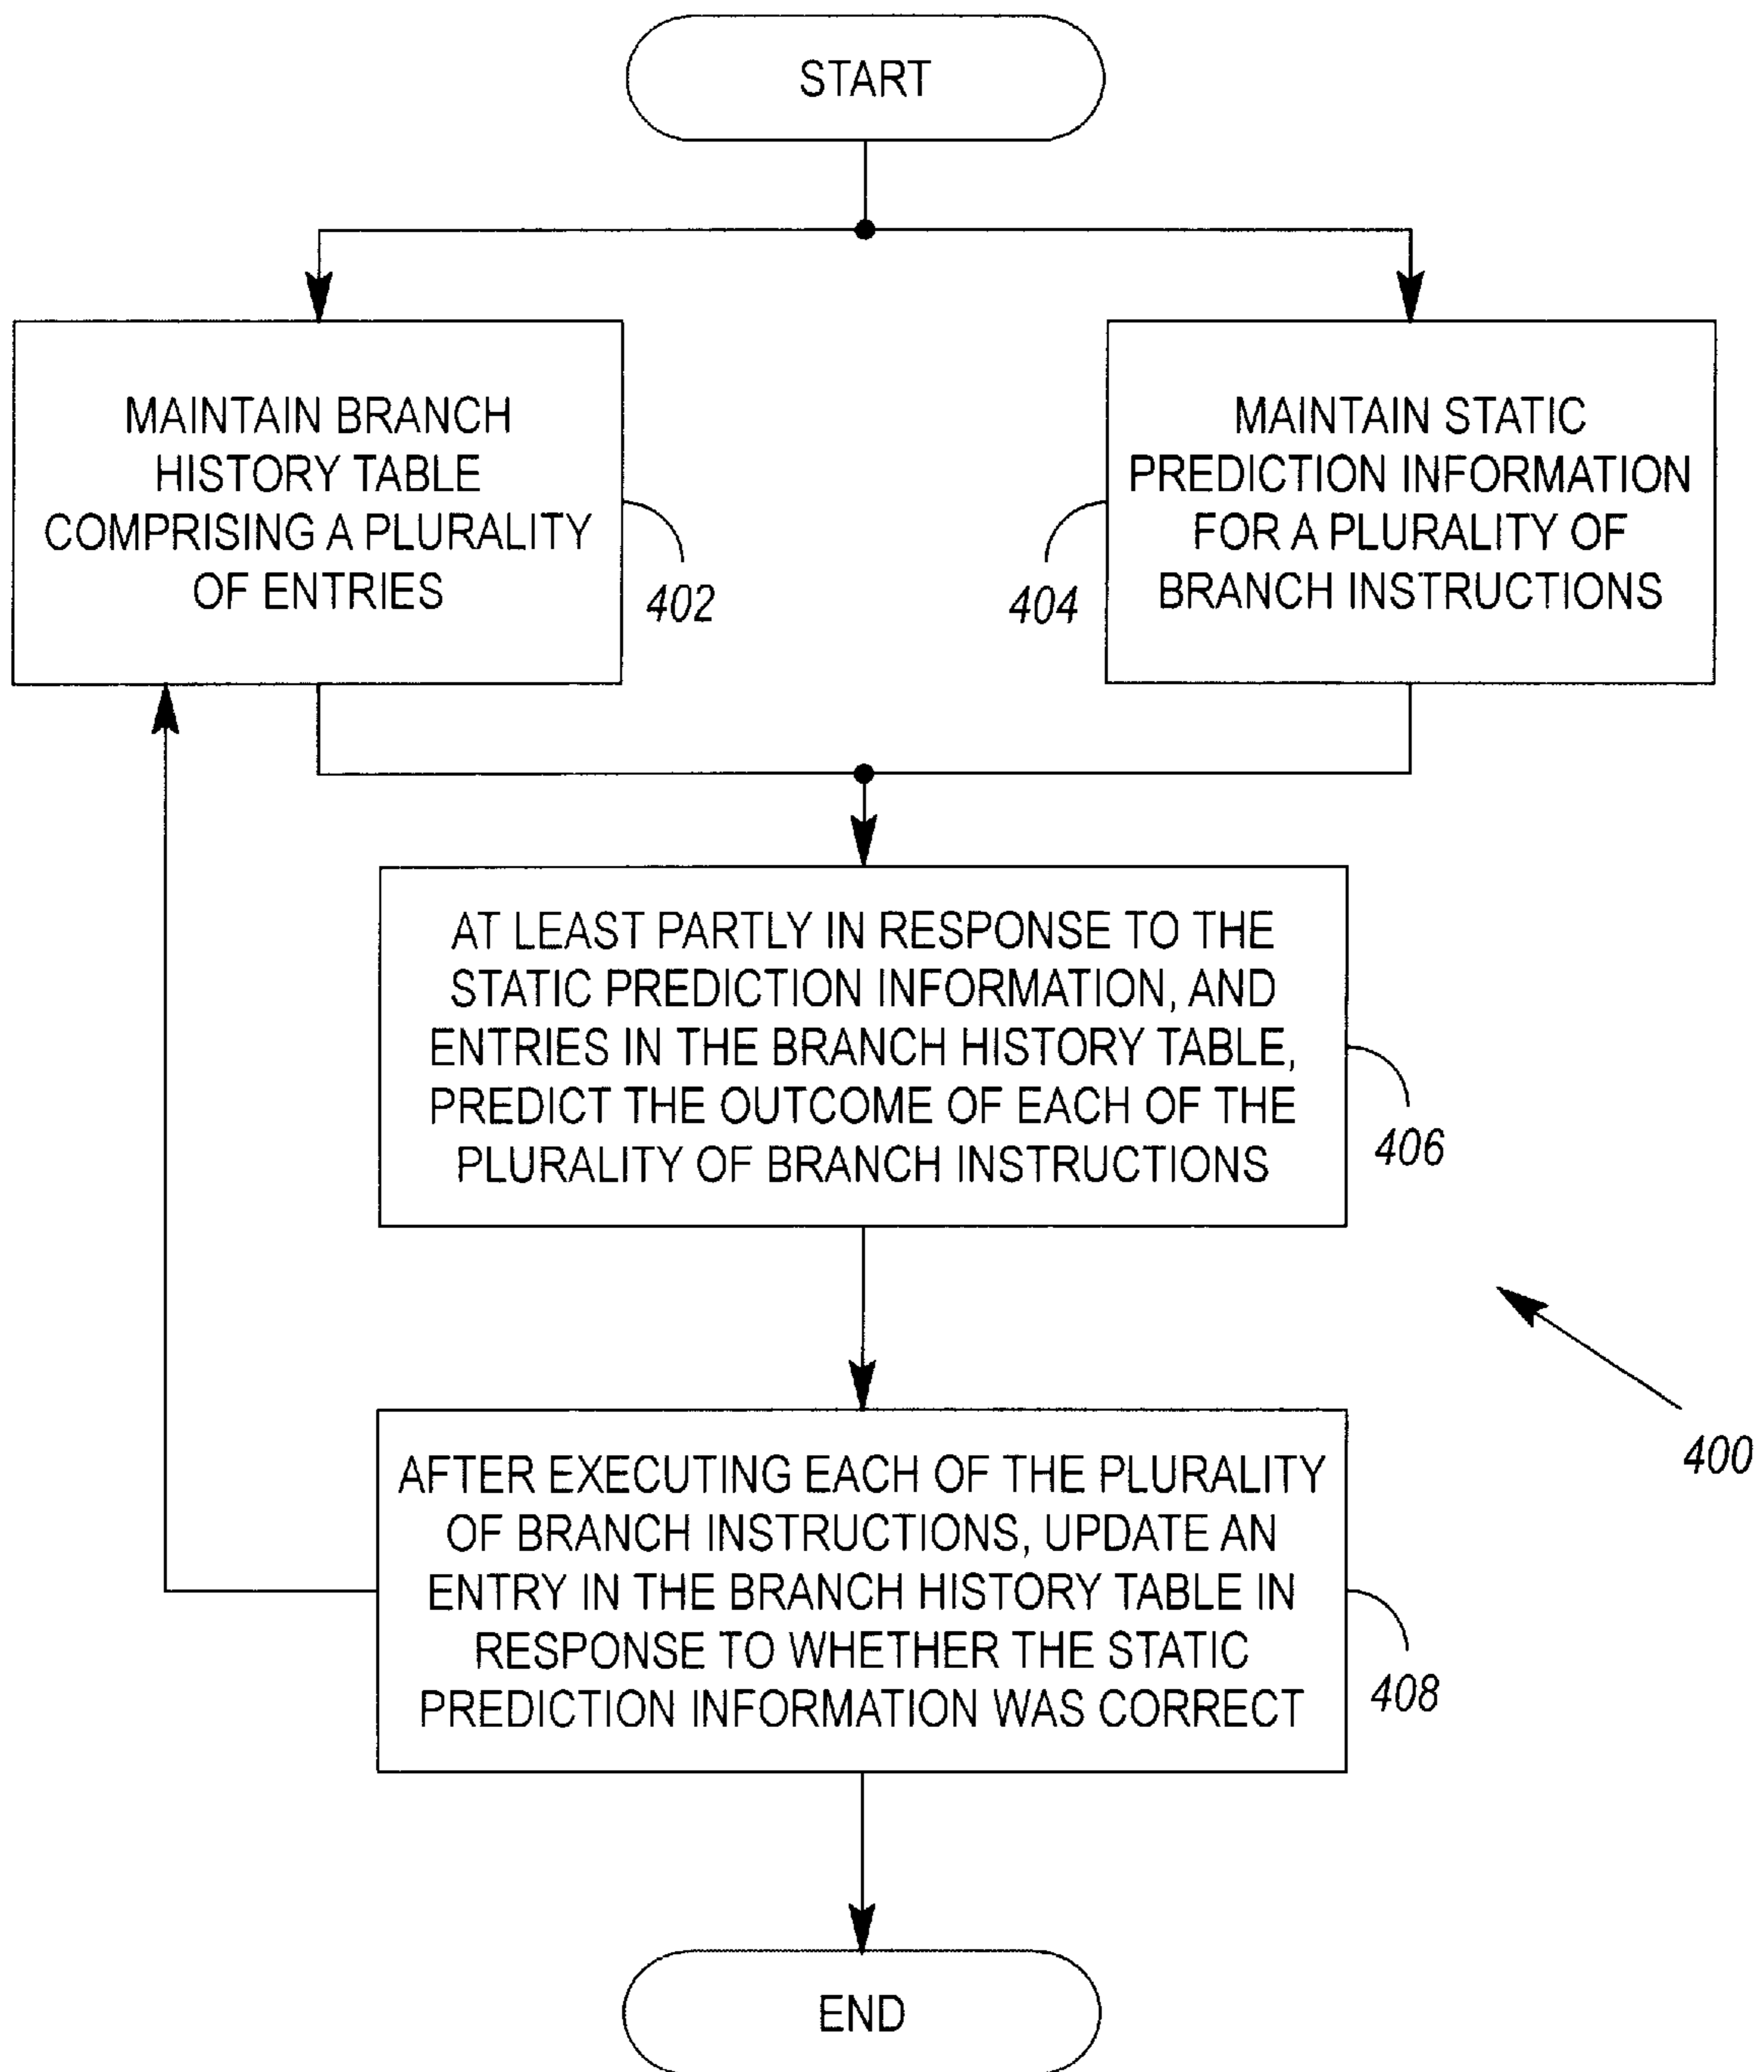 START
MAINTAIN BRANCH
HISTORY TABLE
COMPRISING A PLURALITY
OF ENTRIES
402
MAINTAIN STATIC
PREDICTION INFORMATION
FOR A PLURALITY OF
BRANCH INSTRUCTIONS
404
AT LEAST PARTLY IN RESPONSE TO THE
STATIC PREDICTION INFORMATION, AND
ENTRIES IN THE BRANCH HISTORY TABLE,
PREDICT THE OUTCOME OF EACH OF THE
PLURALITY OF BRANCH INSTRUCTIONS
406
400
AFTER EXECUTING EACH OF THE PLURALITY
OF BRANCH INSTRUCTIONS, UPDATE AN
ENTRY IN THE BRANCH HISTORY TABLE IN
RESPONSE TO WHETHER THE STATIC
PREDICTION INFORMATION WAS CORRECT
408
END